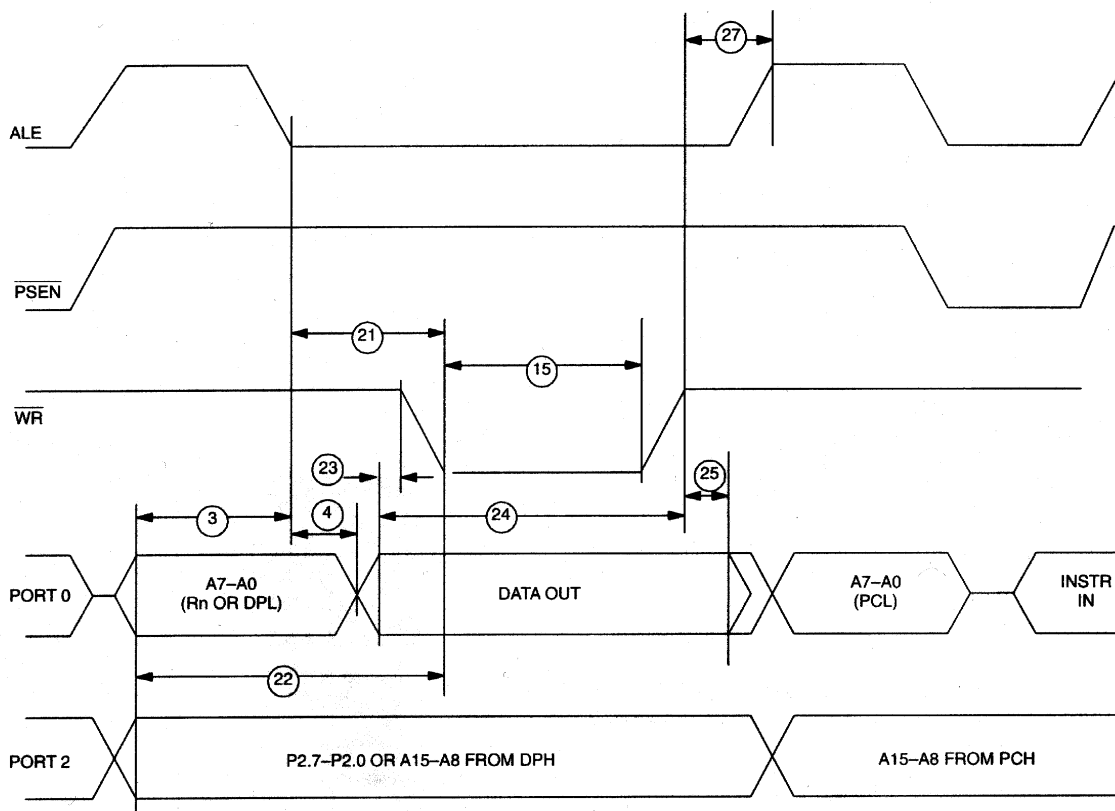 27
ALE
PSEN
21
15
WR
23
25
3
4
24
PORT 0
A7–A0
(Rn OR DPL)
DATA OUT
A7–A0
(PCL)
INSTR
IN
22
PORT 2
P2.7–P2.0 OR A15–A8 FROM DPH
A15–A8 FROM PCH